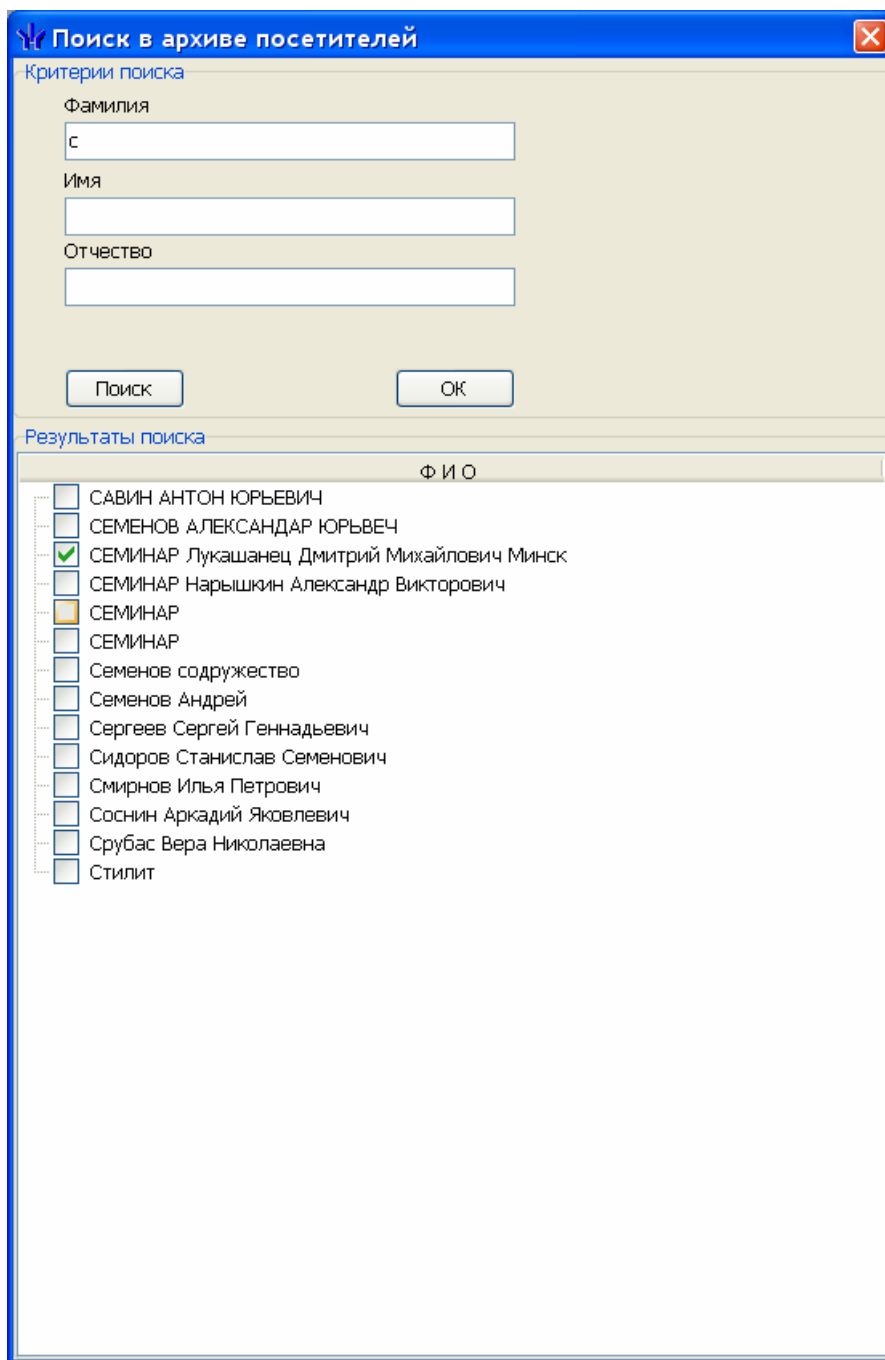 Поиск в архиве посетителей
Критерии поиска
Фамилия
с
Имя
Отчество
Поиск
ОК
Результаты поиска
Ф И О
САВИН АНТОН ЮРЬЕВИЧ
СЕМЕНОВ АЛЕКСАНДАР ЮРЬВЕЧ
СЕМИНАР Лукашанец Дмитрий Михайлович Минск
СЕМИНАР Нарышкин Александр Викторович
СЕМИНАР
СЕМИНАР
Семенов содружество
Семенов Андрей
Сергеев Сергей Геннадьевич
Сидоров Станислав Семенович
Смирнов Илья Петрович
Соснин Аркадий Яковлевич
Срубас Вера Николаевна
Стилит